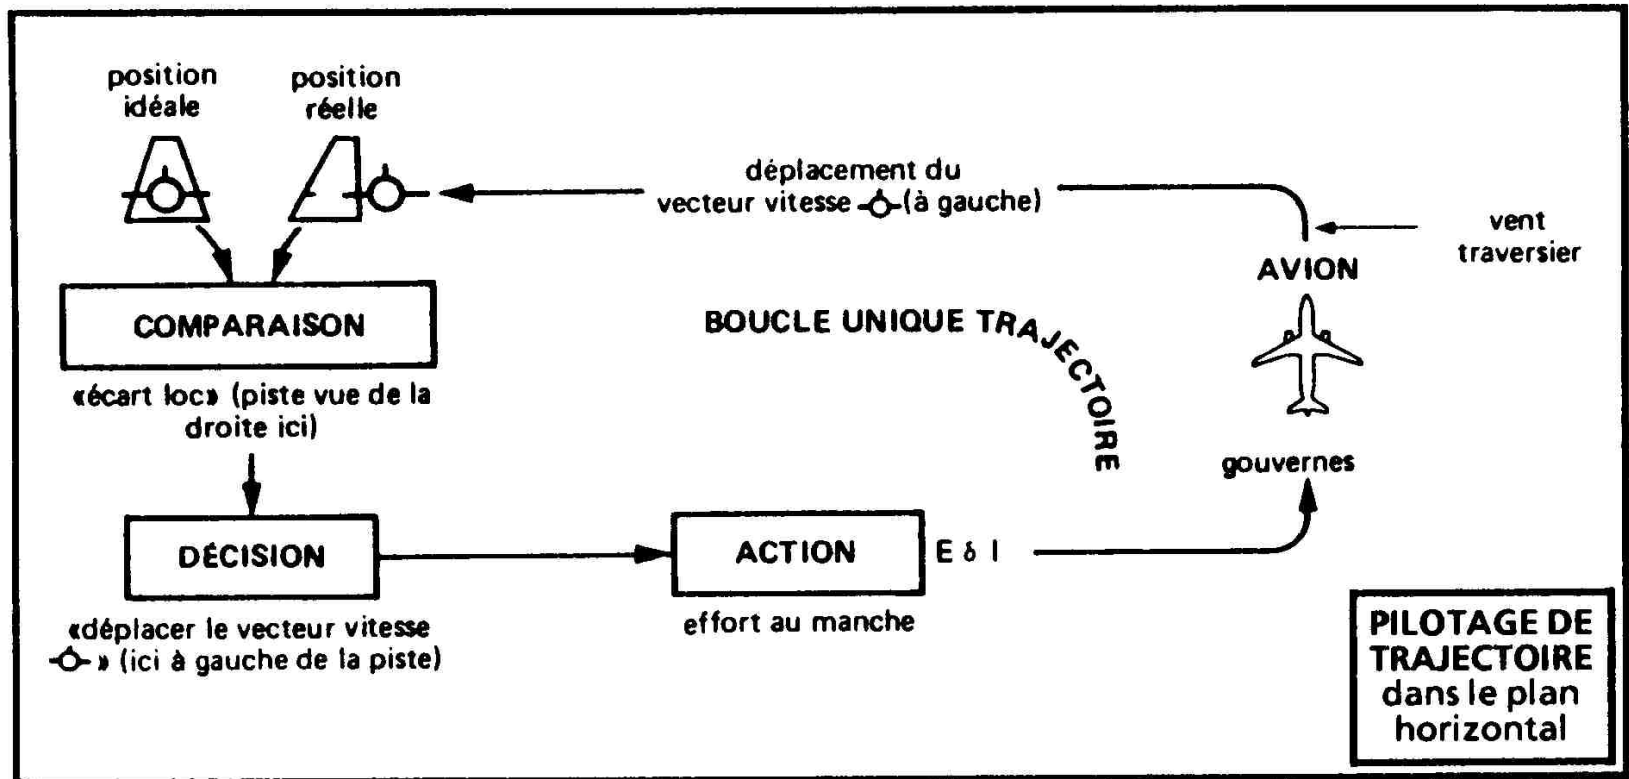 position
idéale
position
réelle
déplacement du
vecteur vitesse (à gauche)
vent
traversier
AVION
COMPARAISON
BOUCLE UNIQUE TRAJECTOIRE
«écart loc» (piste vue de la
droite ici)
gouvernes
DÉCISION
ACTION
E δ I
«déplacer le vecteur vitesse
» (ici à gauche de la piste)
effort au manche
PILOTAGE DE
TRAJECTOIRE
dans le plan
horizontal